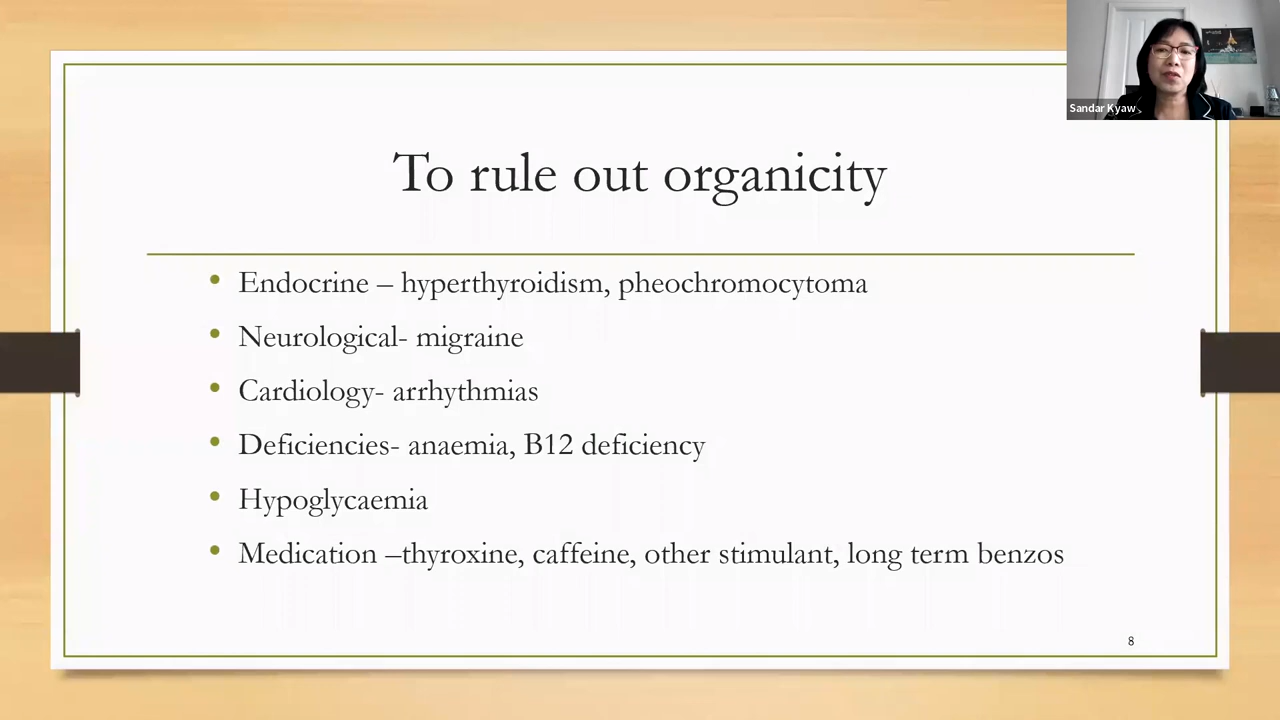 Sandar Kyaw
To rule out organicity
• Endocrine – hyperthyroidism, pheochromocytoma
• Neurological- migraine
• Cardiology- arrhythmias
• Deficiencies- anaemia, B12 deficiency
• Hypoglycaemia
• Medication –thyroxine, caffeine, other stimulant, long term benzos
8